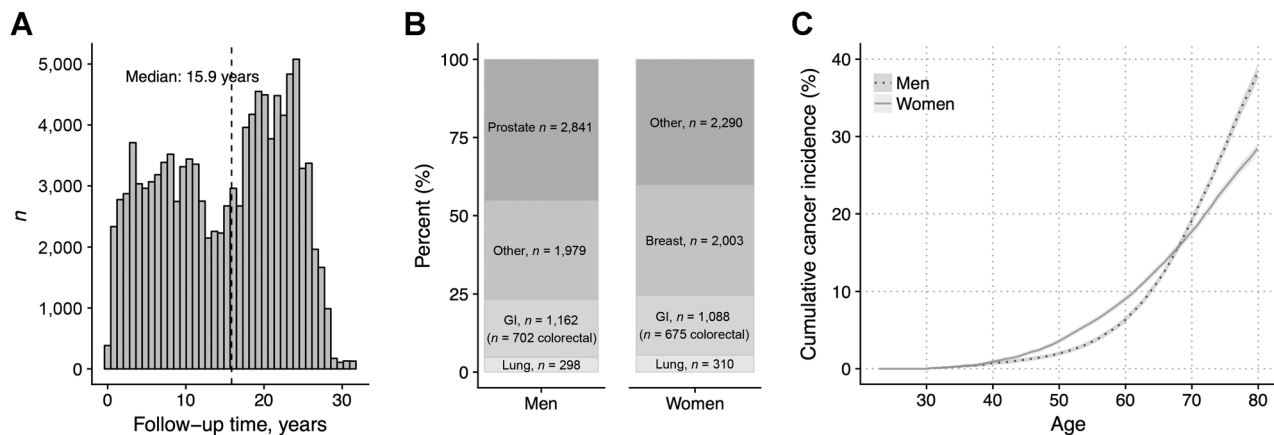 A
5,000
4,000
3,000
2,000
1,000
0
n
Median: 15.9 years
0 10 20 30
Follow−up time, years
B
100
75
50
25
0
Percent (%)
Prostate n = 2,841
Other, n = 1,979
GI, n = 1,162
(n = 702 colorectal)
Lung, n = 298
Other, n = 2,290
Breast, n = 2,003
GI, n = 1,088
(n = 675 colorectal)
Lung, n = 310
Men Women
C
40
30
20
10
0
Cumulative cancer incidence (%)
Men
Women
30 40 50 60 70 80
Age